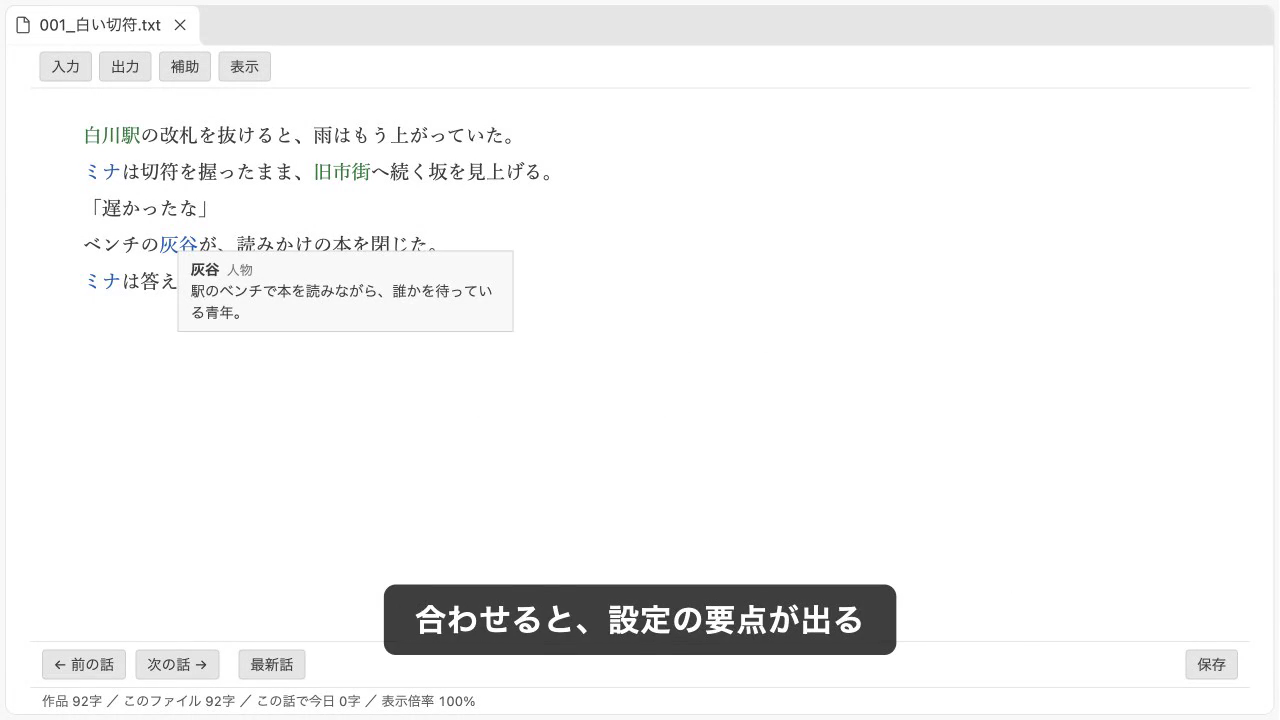 001_白い切符.txt ×
入力 出力 補助 表示
白川駅の改札を抜けると、雨はもう上がっていた。
ミナは切符を握ったまま、旧市街へ続く坂を見上げる。
「遅かったな」
ベンチの灰谷が、読みかけの本を閉じた。
ミナは答え
灰谷 人物
駅のベンチで本を読みながら、誰かを待ってい
る青年。
合わせると、設定の要点が出る
← 前の話 次の話 → 最新話 保存
作品 92字 ／ このファイル 92字 ／ この話で今日 0字 ／ 表示倍率 100%